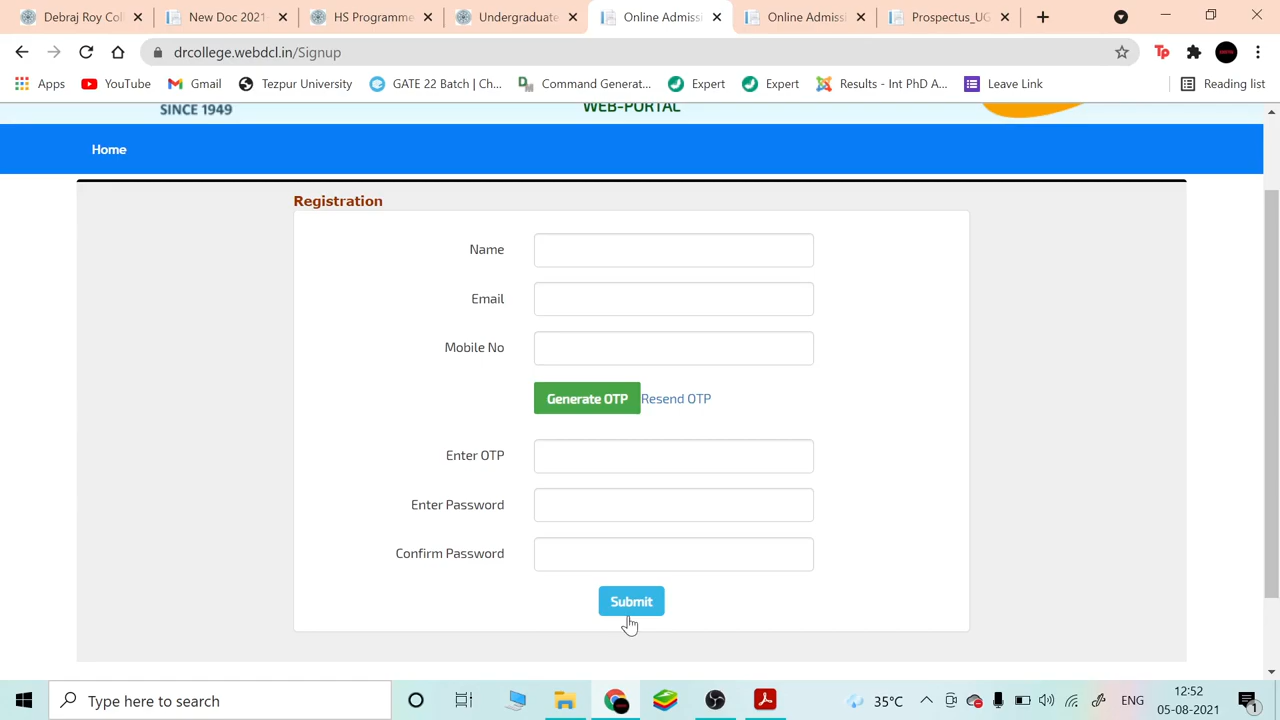 Debraj Roy Coll
New Doc 2021
HS Programme
Undergraduate
Online Admissi
Online Admissi
Prospectus_UG
drcollege.webdcl.in/Signup
Apps
YouTube
Gmail
Tezpur University
GATE 22 Batch | Ch...
Command Generat...
Expert
Expert
Results - Int PhD A...
Leave Link
Reading list
SINCE 1949
WEB-PORTAL
Home
Registration
Name
Email
Mobile No
Generate OTP Resend OTP
Enter OTP
Enter Password
Confirm Password
Submit
Type here to search
35°C
ENG
12:52
05-08-2021
1